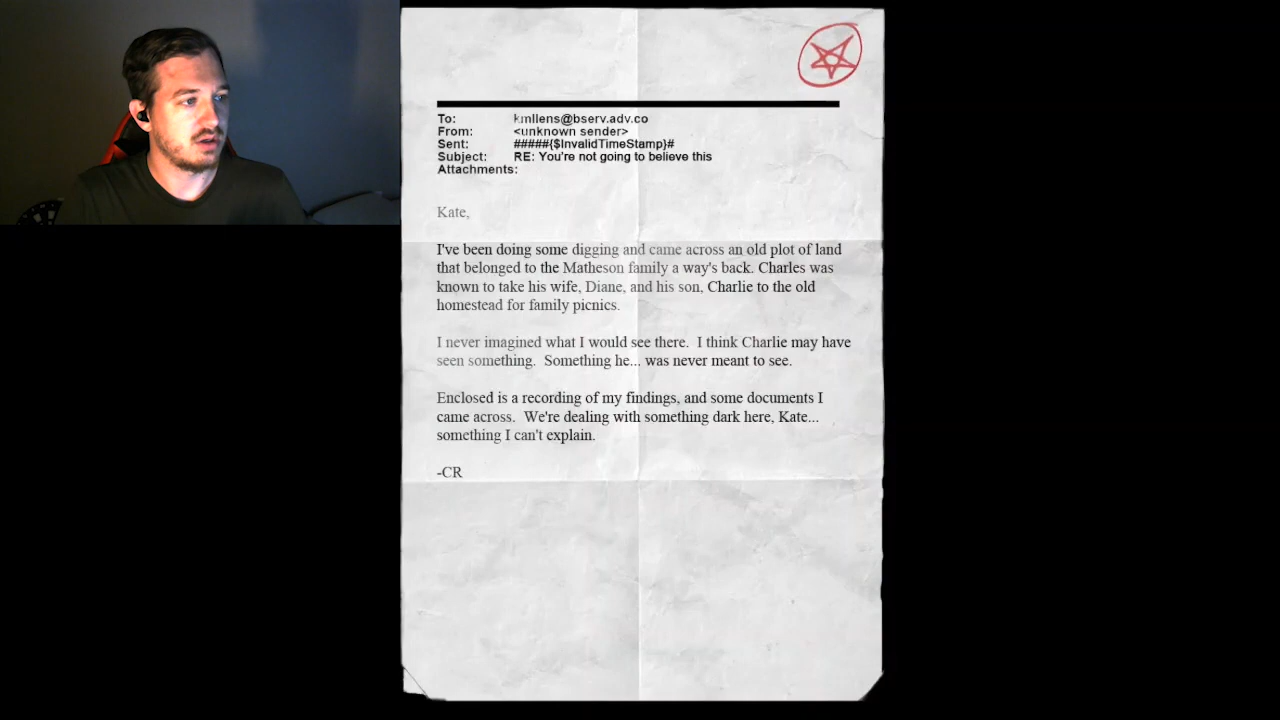 To: kmllens@bserv.adv.co
From: <unknown sender>
Sent: #####{$InvalidTimeStamp}#
Subject: RE: You're not going to believe this
Attachments:
Kate,
I've been doing some digging and came across an old plot of land
that belonged to the Matheson family a way's back. Charles was
known to take his wife, Diane, and his son, Charlie to the old
homestead for family picnics.
I never imagined what I would see there.  I think Charlie may have
seen something.  Something he... was never meant to see.
Enclosed is a recording of my findings, and some documents I
came across.  We're dealing with something dark here, Kate...
something I can't explain.
-CR